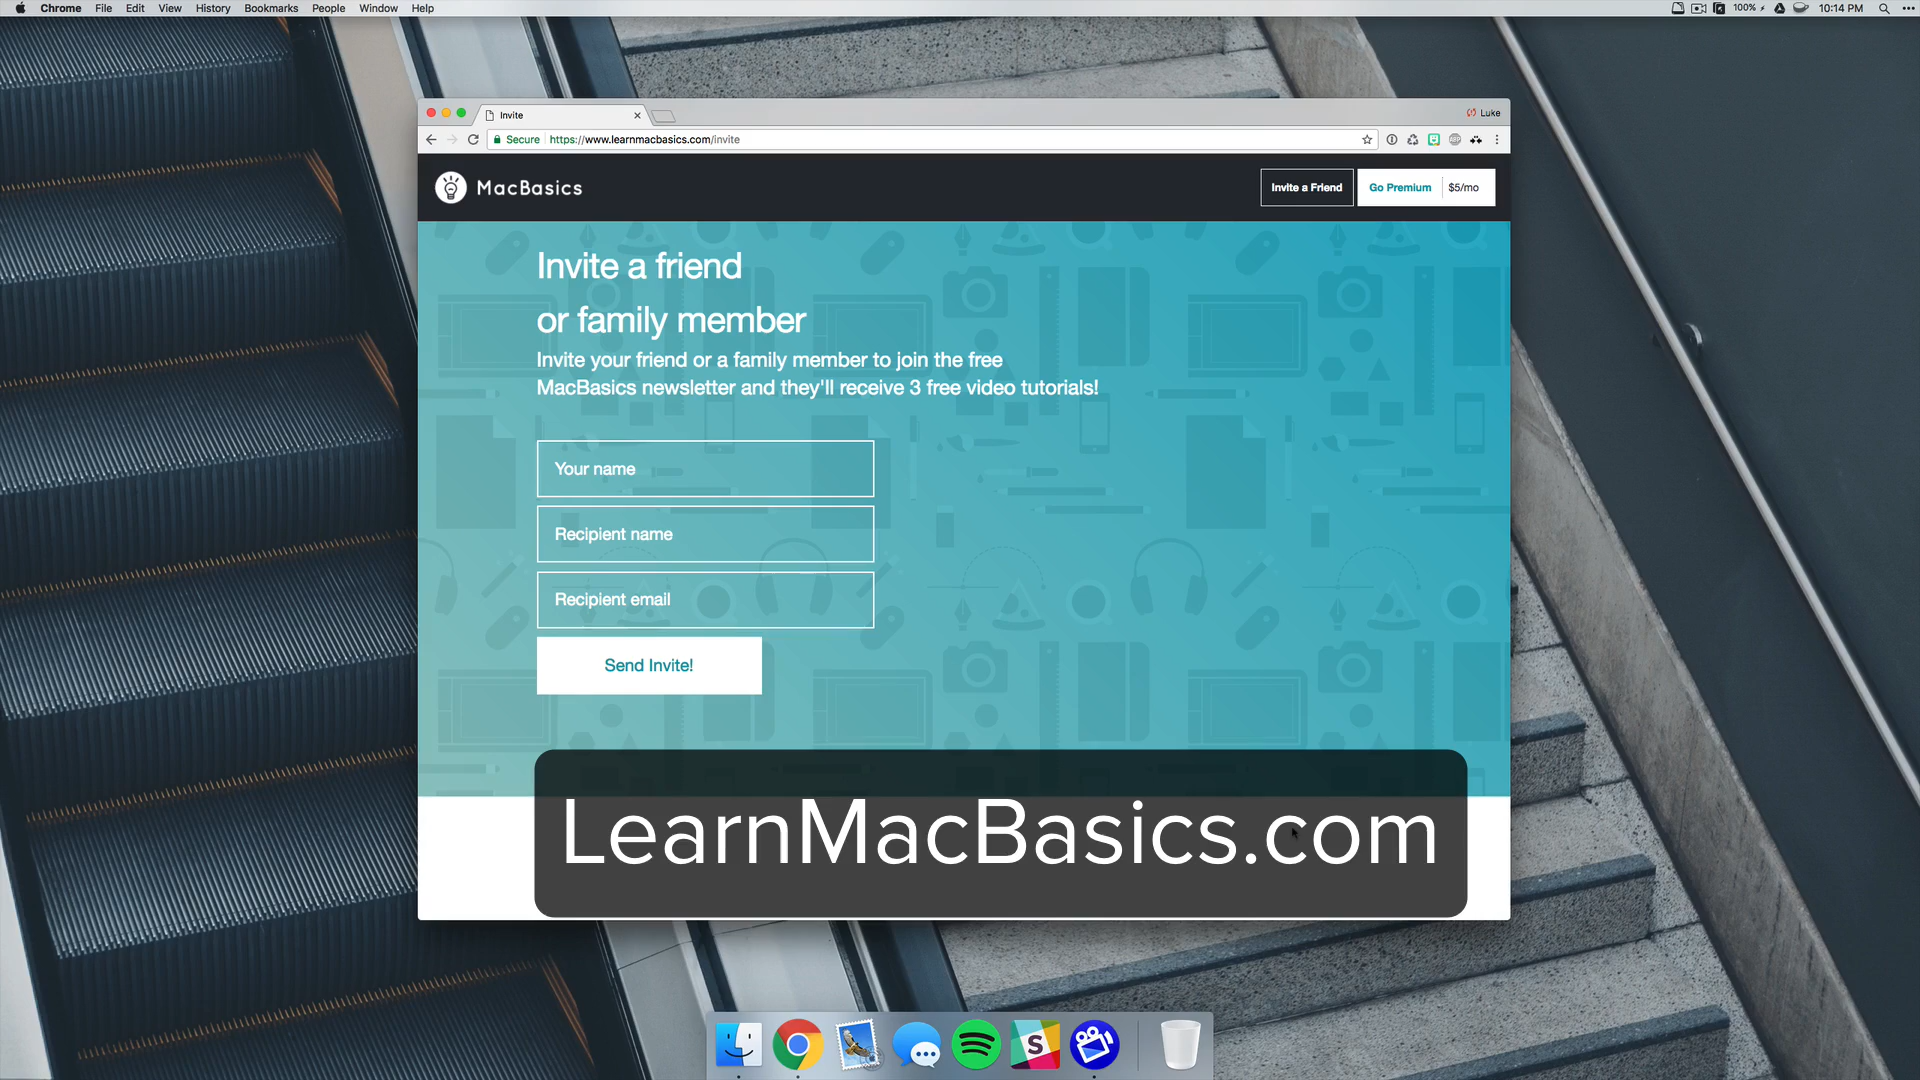 Chrome File Edit View History Bookmarks People Window Help
100% 10:14 PM
Invite
Luke
Secure https://www.learnmacbasics.com/invite
MacBasics
Invite a Friend
Go Premium $5/mo
Invite a friend
or family member
Invite your friend or a family member to join the free
MacBasics newsletter and they'll receive 3 free video tutorials!
Your name
Recipient name
Recipient email
Send Invite!
LearnMacBasics.com
S